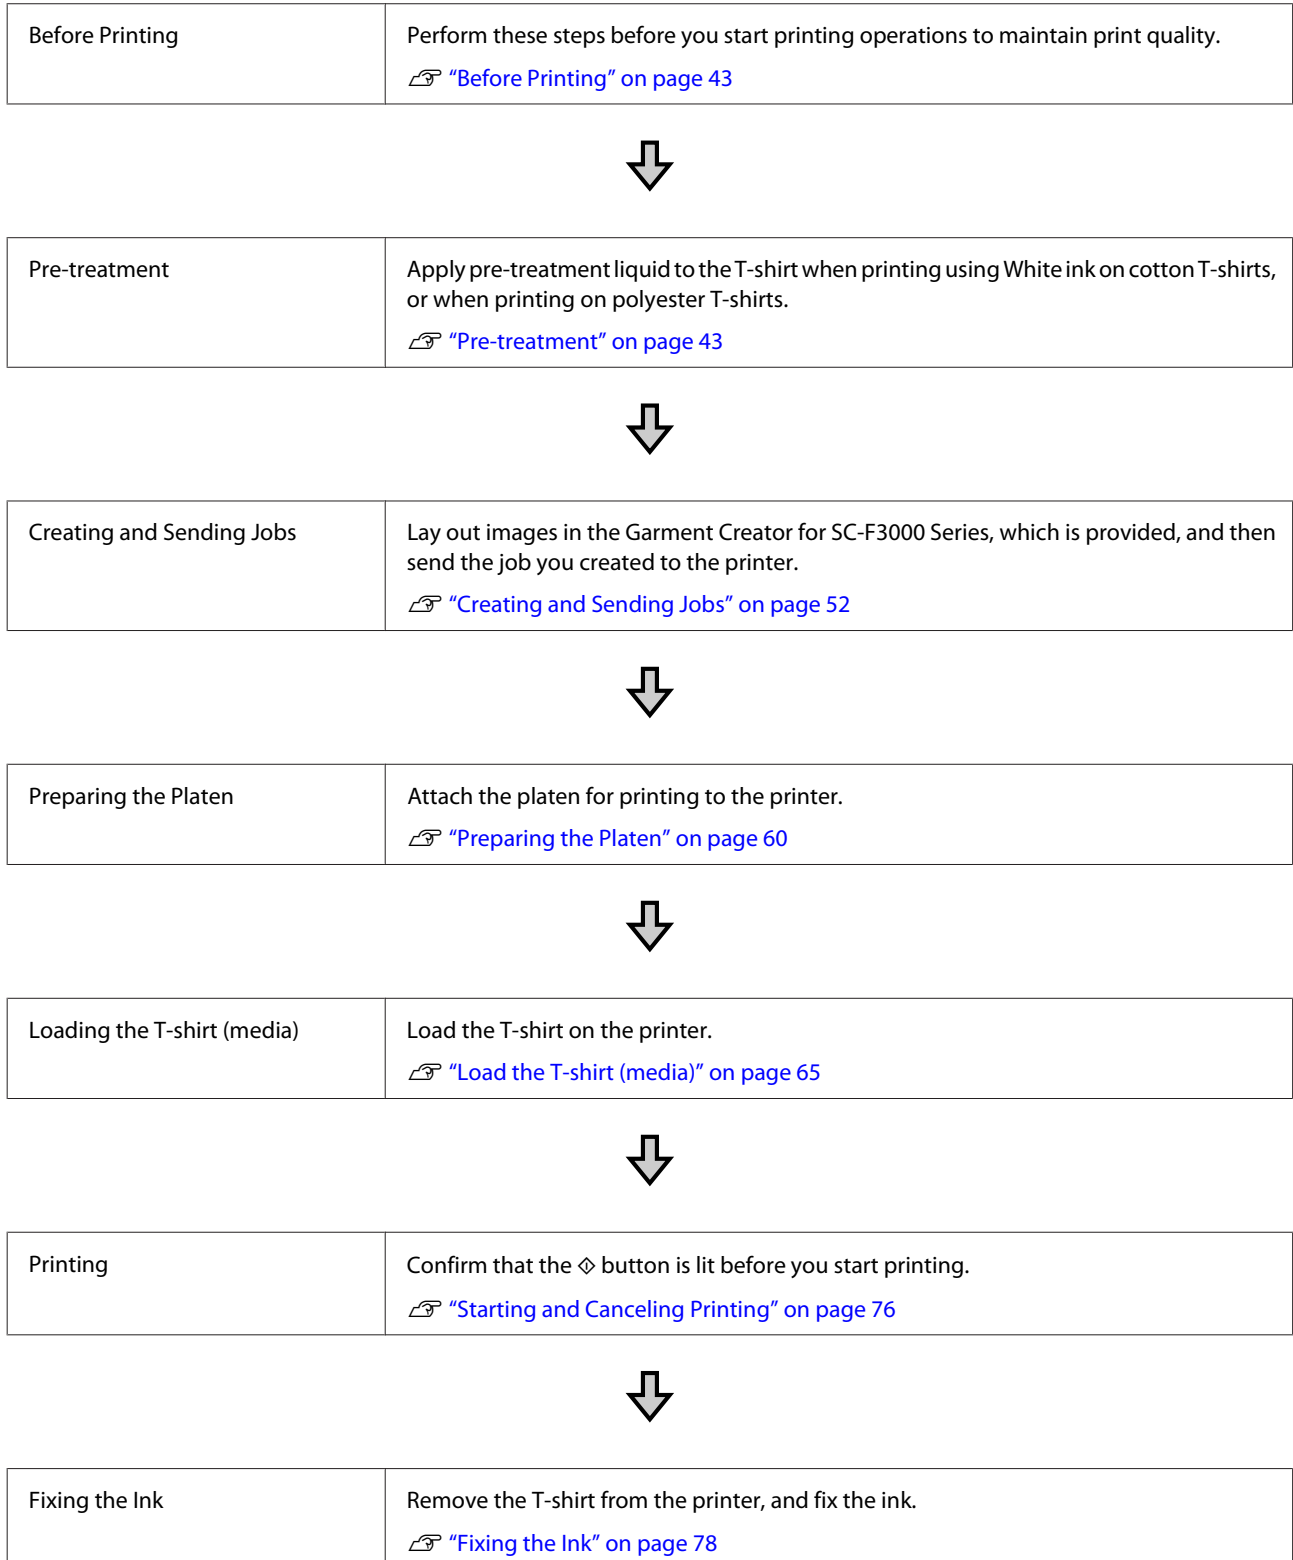 Before Printing
Perform these steps before you start printing operations to maintain print quality.
“Before Printing” on page 43
Pre-treatment
Apply pre-treatment liquid to the T-shirt when printing using White ink on cotton T-shirts,
or when printing on polyester T-shirts.
“Pre-treatment” on page 43
Creating and Sending Jobs
Lay out images in the Garment Creator for SC-F3000 Series, which is provided, and then
send the job you created to the printer.
“Creating and Sending Jobs” on page 52
Preparing the Platen
Attach the platen for printing to the printer.
“Preparing the Platen” on page 60
Loading the T-shirt (media)
Load the T-shirt on the printer.
“Load the T-shirt (media)” on page 65
Printing
Confirm that the button is lit before you start printing.
“Starting and Canceling Printing” on page 76
Fixing the Ink
Remove the T-shirt from the printer, and fix the ink.
“Fixing the Ink” on page 78